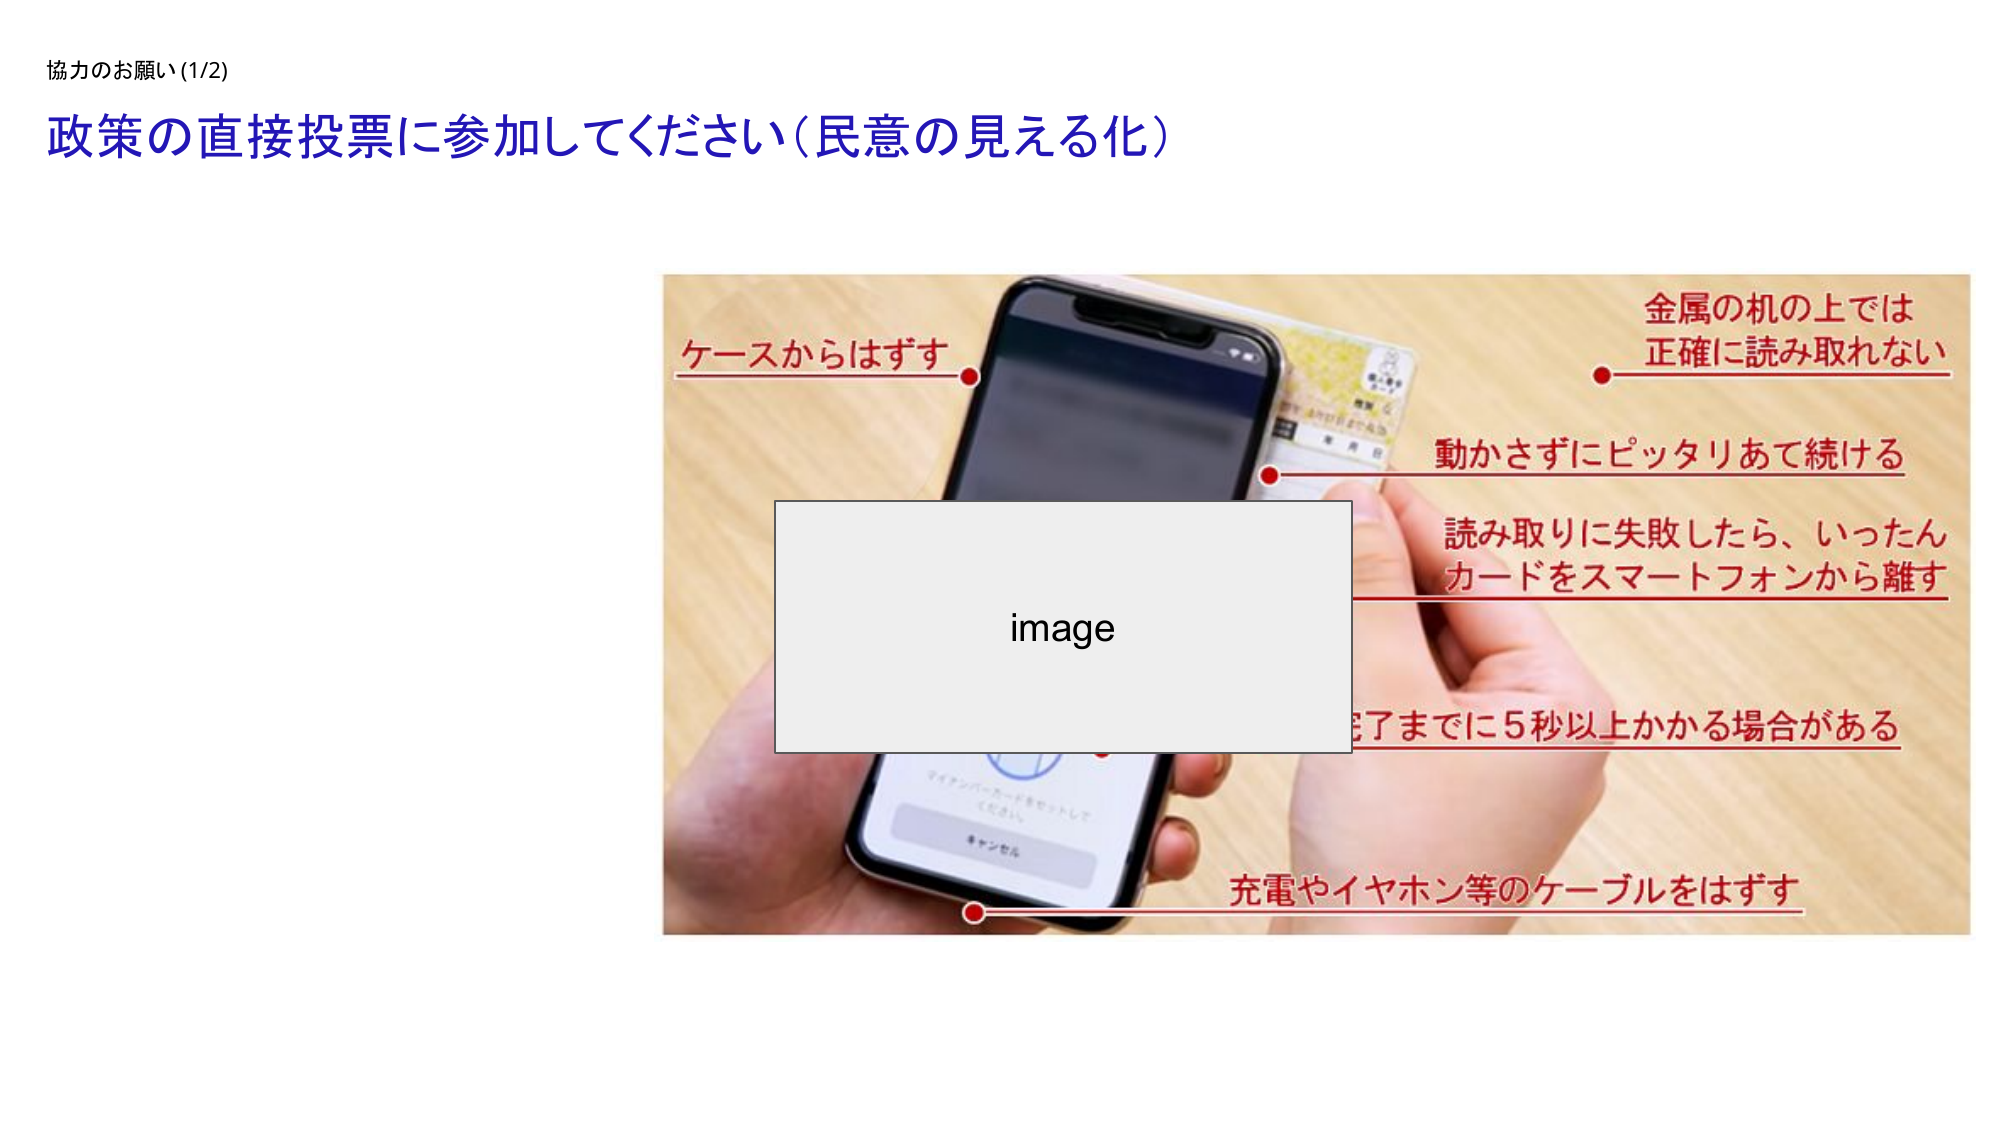 協力のお願い (1/2)
政策の直接投票に参加してください（民意の見える化）
ケースからはずす
金属の机の上では
正確に読み取れない
動かさずにピッタリあて続ける
読み取りに失敗したら、いったん
カードをスマートフォンから離す
image
了までに５秒以上かかる場合がある
マイナンバーカードをセットして
ください。
キャンセル
充電やイヤホン等のケーブルをはずす
年 月 日